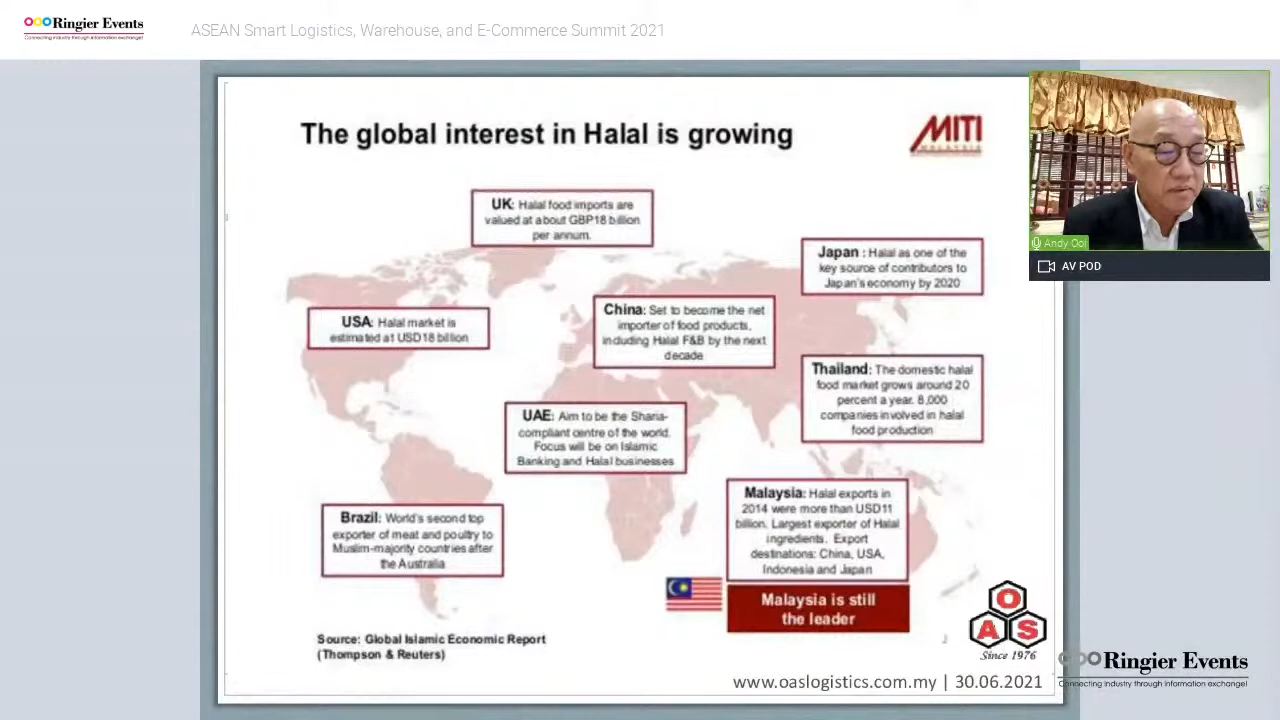 Ringier Events
Connecting industry through information exchange!
ASEAN Smart Logistics, Warehouse, and E-Commerce Summit 2021
The global interest in Halal is growing
MITI
MALAYSIA
UK: Halal food imports are
valued at about GBP18 billion
per annum.
Japan : Halal as one of the
key source of contributors to
Japan's economy by 2020
Andy Ooi
AV POD
USA: Halal market is
estimated at USD18 billion
China: Set to become the net
importer of food products,
including Halal F&B by the next
decade
Thailand: The domestic halal
food market grows around 20
percent a year. 8,000
companies involved in halal
food production
UAE: Aim to be the Sharia-
compliant centre of the world.
Focus will be on Islamic
Banking and Halal businesses
Brazil: World's second top
exporter of meat and poultry to
Muslim-majority countries after
the Australia
Malaysia: Halal exports in
2014 were more than USD11
billion. Largest exporter of Halal
ingredients. Export
destinations: China, USA,
Indonesia and Japan
Malaysia is still
the leader
Source: Global Islamic Economic Report
(Thompson & Reuters)
2
O
A S
Since 1976
www.oaslogistics.com.my | 30.06.2021
Ringier Events
Connecting industry through information exchange!